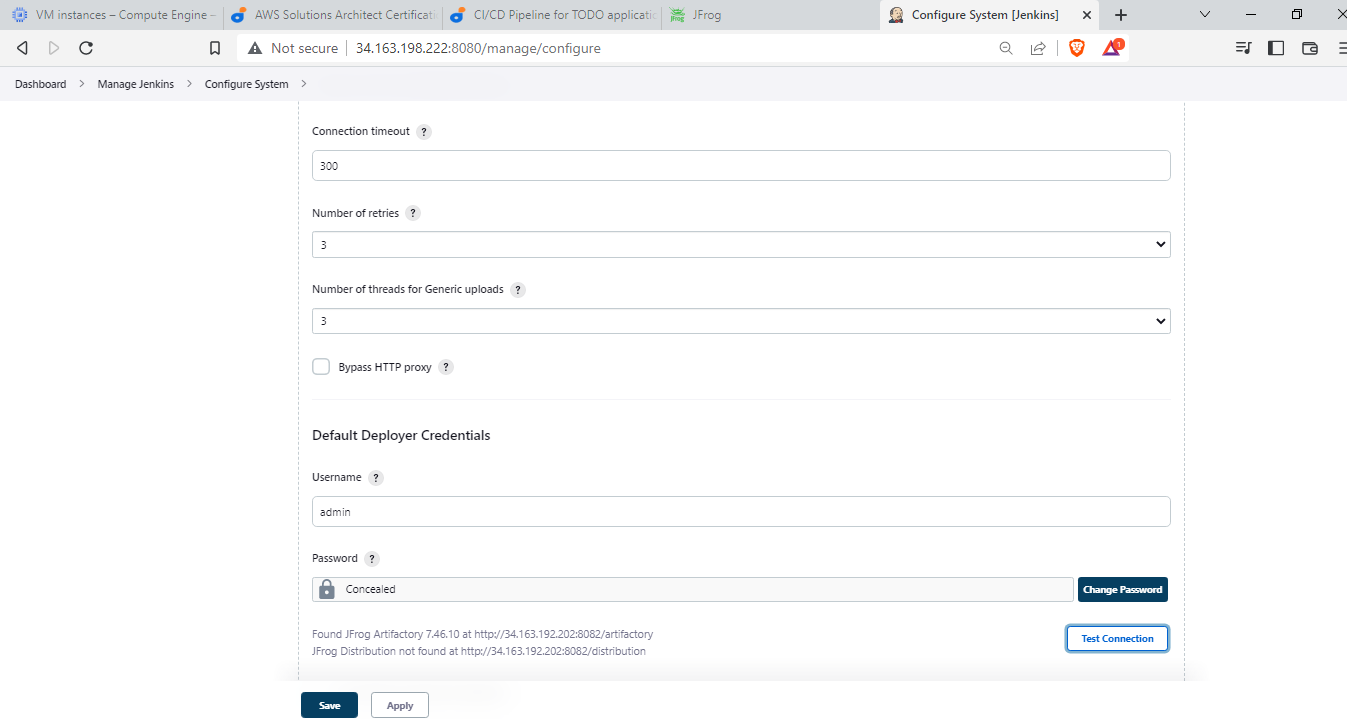 VM instances – Compute Engine –
AWS Solutions Architect Certificati
CI/CD Pipeline for TODO applicatio
JFrog
Configure System [Jenkins]
Not secure
34.163.198.222:8080/manage/configure
1
Dashboard
Manage Jenkins
Configure System
Connection timeout ?
300
Number of retries ?
3
Number of threads for Generic uploads ?
3
Bypass HTTP proxy ?
Default Deployer Credentials
Username ?
admin
Password ?
Concealed
Change Password
Found JFrog Artifactory 7.46.10 at http://34.163.192.202:8082/artifactory
JFrog Distribution not found at http://34.163.192.202:8082/distribution
Test Connection
Save
Apply